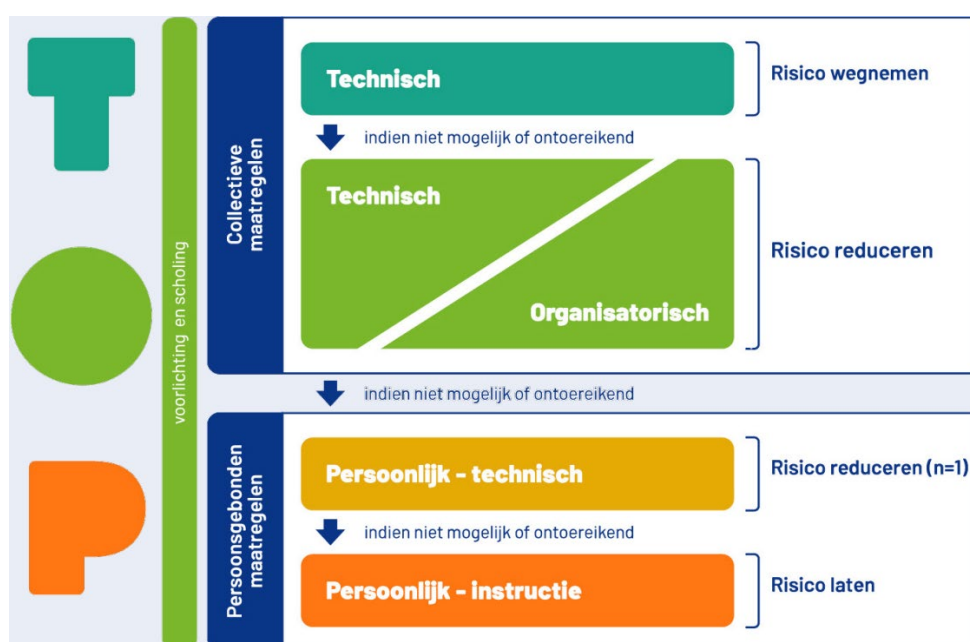 TOP
voorlichting en scholing
Collectieve
maatregelen
Technisch
Risico wegnemen
indien niet mogelijk of ontoereikend
Technisch
Organisatorisch
Risico reduceren
indien niet mogelijk of ontoereikend
Persoonsgebonden
maatregelen
Persoonlijk - technisch
Risico reduceren (n=1)
indien niet mogelijk of ontoereikend
Persoonlijk - instructie
Risico laten